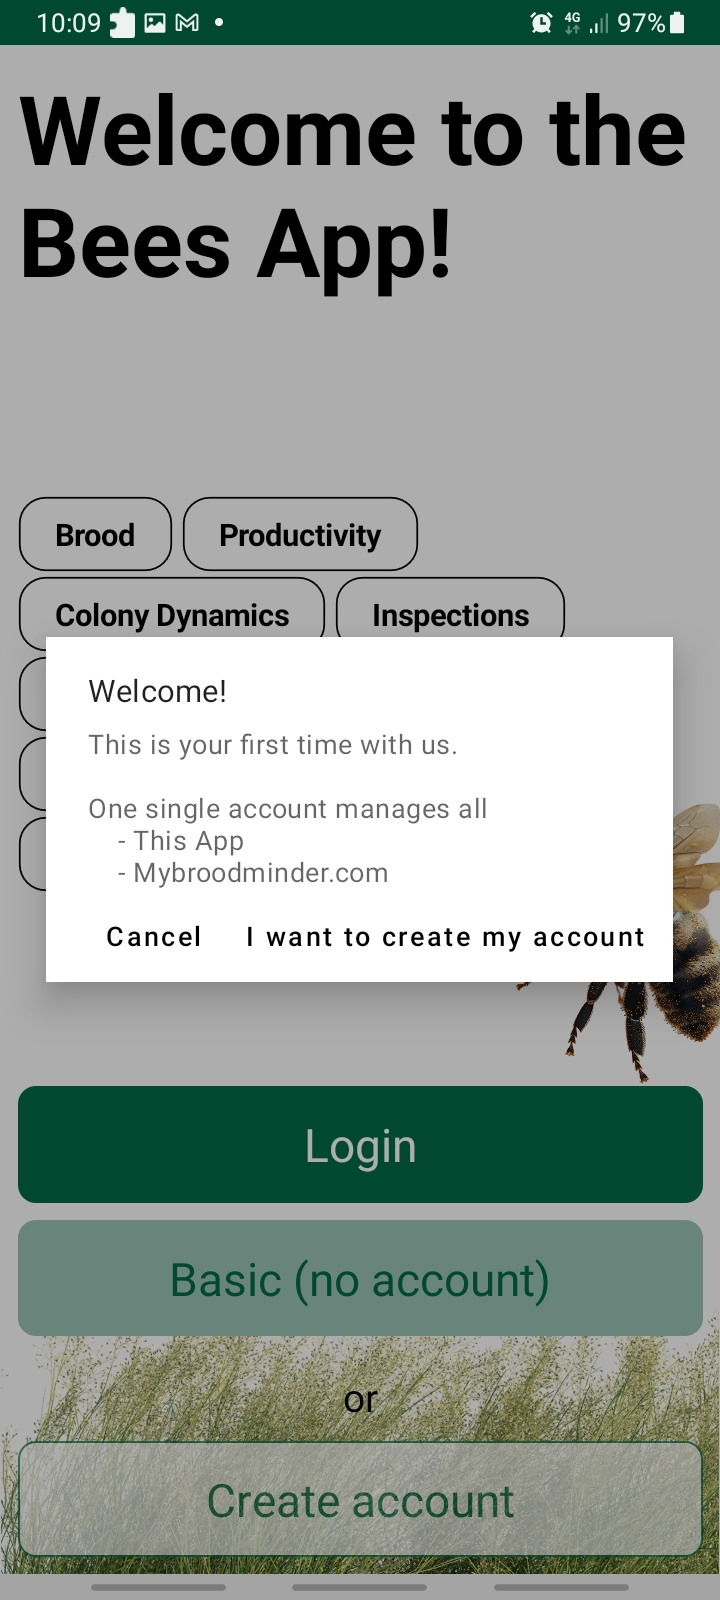 10:09 4G 97%
Welcome to the
Bees App!
Brood Productivity
Colony Dynamics Inspections
Welcome!
This is your first time with us.
One single account manages all
- This App
- Mybroodminder.com
Cancel I want to create my account
Login
Basic (no account)
or
Create account